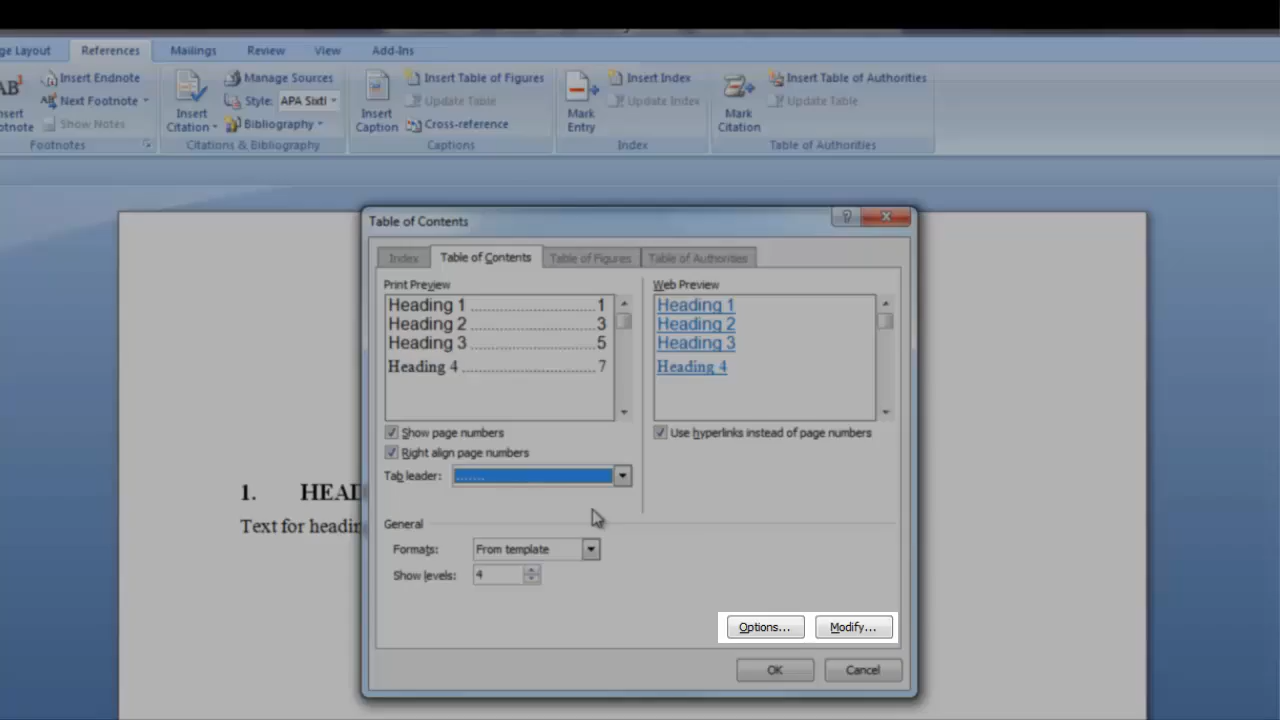 ge Layout References Mailings Review View Add-Ins
AB¹ Insert Endnote Manage Sources Insert Table of Figures Insert Index Insert Table of Authorities
Next Footnote Style: APA Sixtl Update Table Update Index Update Table
nsert Insert Insert Mark Mark
otnote Show Notes Citation Bibliography Caption Cross-reference Entry Citation
Footnotes Citations & Bibliography Captions Index Table of Authorities
Table of Contents
Index Table of Contents Table of Figures Table of Authorities
Print Preview Web Preview
Heading 1 ........................ 1 Heading 1
Heading 2 ........................ 3 Heading 2
Heading 3 ........................ 5 Heading 3
Heading 4 ........................ 7 Heading 4
Show page numbers Use hyperlinks instead of page numbers
Right align page numbers
Tab leader: .......
1. HEAD
Text for headin
General
Formats: From template
Show levels: 4
Options... Modify...
OK Cancel